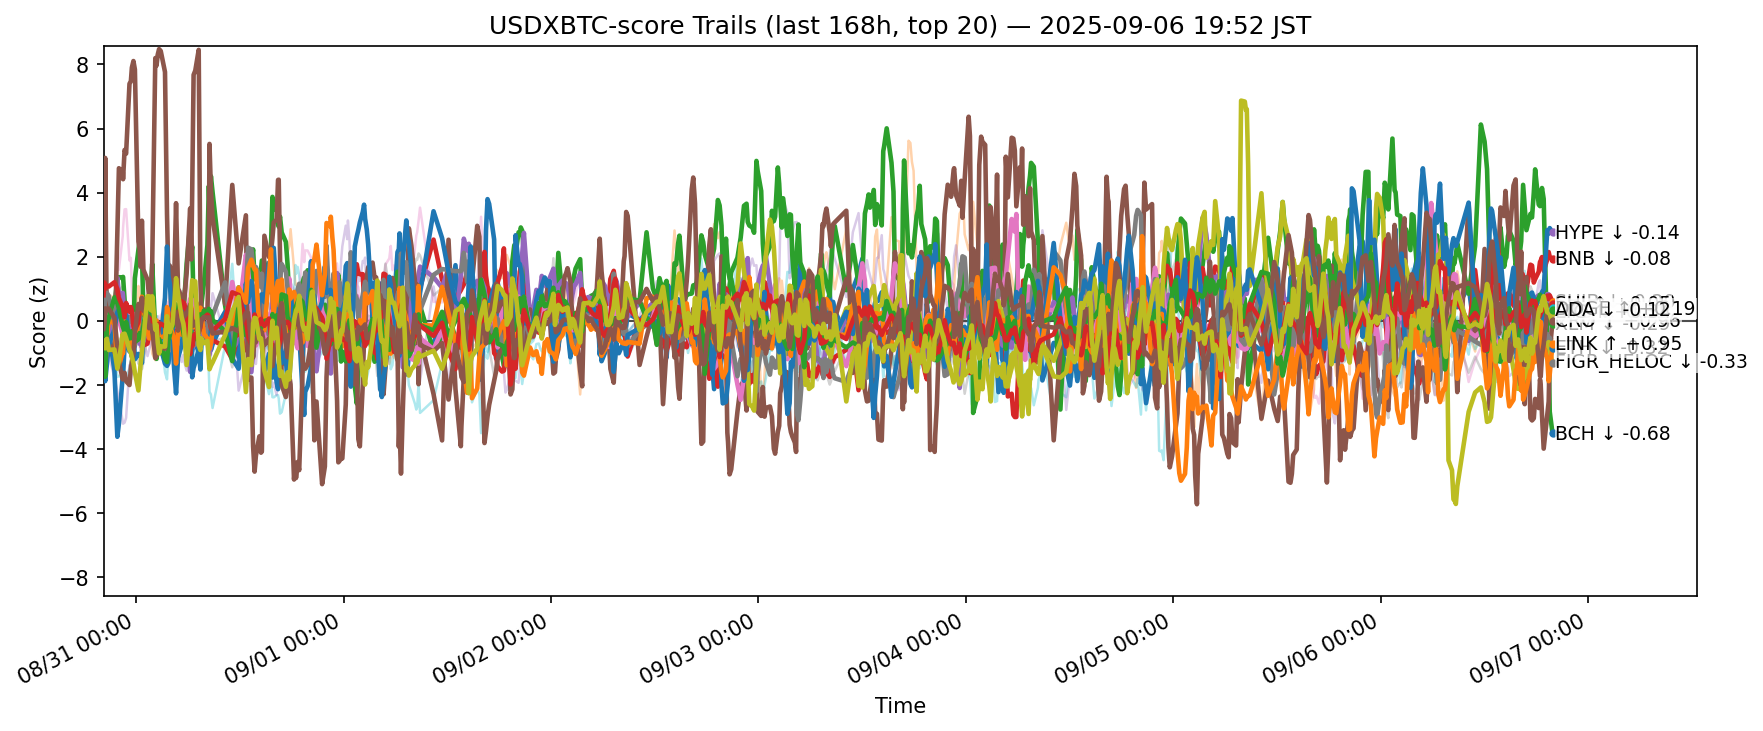 USDXBTC-score Trails (last 168h, top 20) — 2025-09-06 19:52 JST
Score (z)
8
6
4
2
0
−2
−4
−6
−8
HYPE ↓ -0.14
BNB ↓ -0.08
ADA ↓
LINK ↑ +0.95
FIGR_HELOC ↓ -0.33
BCH ↓ -0.68
08/31 00:00
09/01 00:00
09/02 00:00
09/03 00:00
09/04 00:00
09/05 00:00
09/06 00:00
09/07 00:00
Time